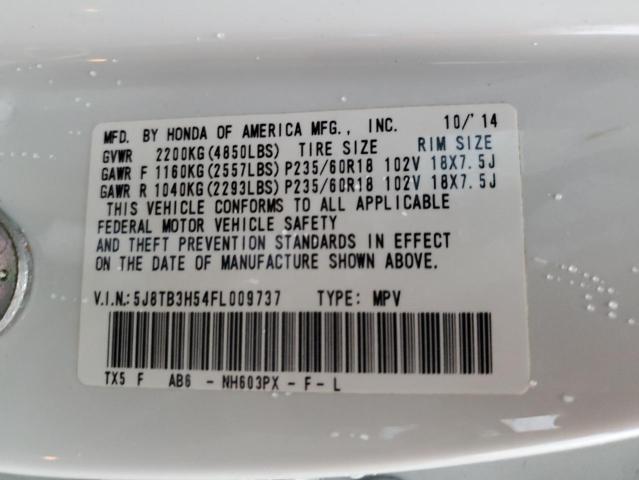 MFD. BY HONDA OF AMERICA MFG., INC. 10/'14
GVWR 2200KG(4850LBS) TIRE SIZE RIM SIZE
GAWR F 1160KG(2557LBS) P235/60R18 102V 18X7.5J
GAWR R 1040KG(2293LBS) P235/60R18 102V 18X7.5J
THIS VEHICLE CONFORMS TO ALL APPLICABLE
FEDERAL MOTOR VEHICLE SAFETY
AND THEFT PREVENTION STANDARDS IN EFFECT
ON THE DATE OF MANUFACTURE SHOWN ABOVE.
V.I.N.: 5J8TB3H54FL009737 TYPE: MPV
TX5 F AB6 - NH603PX - F - L